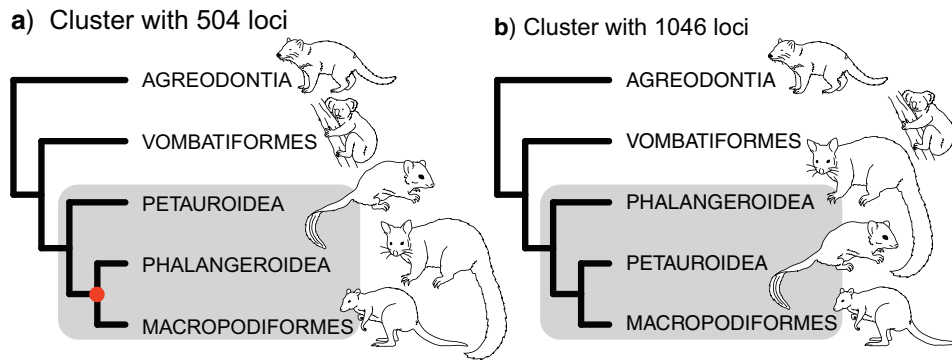 a) Cluster with 504 loci
AGREODONTIA
VOMBATIFORMES
PETAUROIDEA
PHALANGEROIDEA
MACROPODIFORMES
b) Cluster with 1046 loci
AGREODONTIA
VOMBATIFORMES
PHALANGEROIDEA
PETAUROIDEA
MACROPODIFORMES